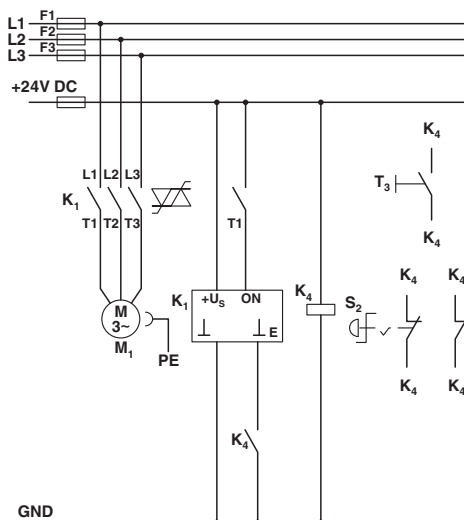 L1 F1
L2 F2
L3 F3
+24V DC
L1 L2 L3
K1
T1 T2 T3
M
3~
M1
PE
T1
K1 +US ON
E
K4
K4
S2
K4
T3
K4
K4 K4
K4 K4
GND